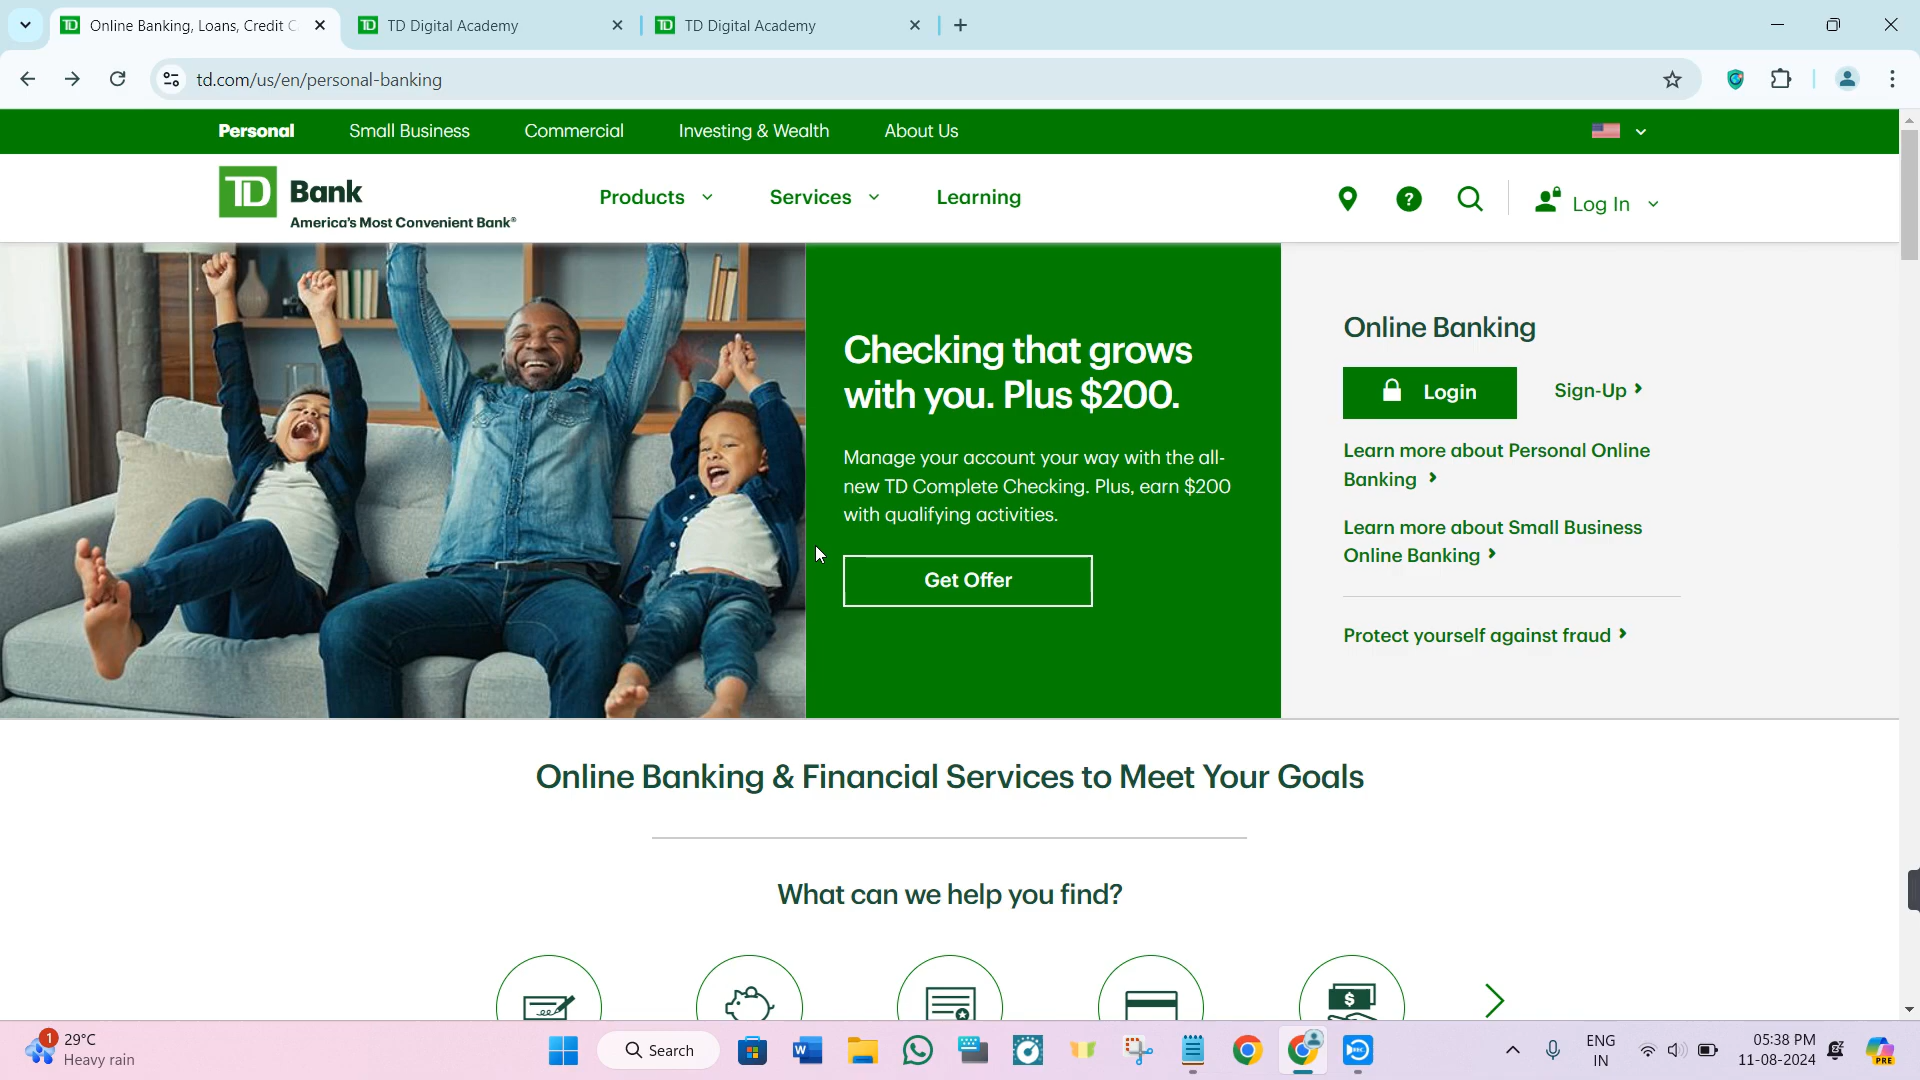 Online Banking, Loans, Credit C
TD Digital Academy
TD Digital Academy
td.com/us/en/personal-banking
Personal
Small Business
Commercial
Investing & Wealth
About Us
TD Bank
America's Most Convenient Bank®
Products
Services
Learning
?
Log In
Checking that grows
with you. Plus $200.
Manage your account your way with the all-
new TD Complete Checking. Plus, earn $200
with qualifying activities.
Get Offer
Online Banking
Login
Sign-Up
Learn more about Personal Online
Banking
Learn more about Small Business
Online Banking
Protect yourself against fraud
Online Banking & Financial Services to Meet Your Goals
What can we help you find?
$
1
29°C
Heavy rain
Search
ENG
IN
05:38 PM
11-08-2024
PRE